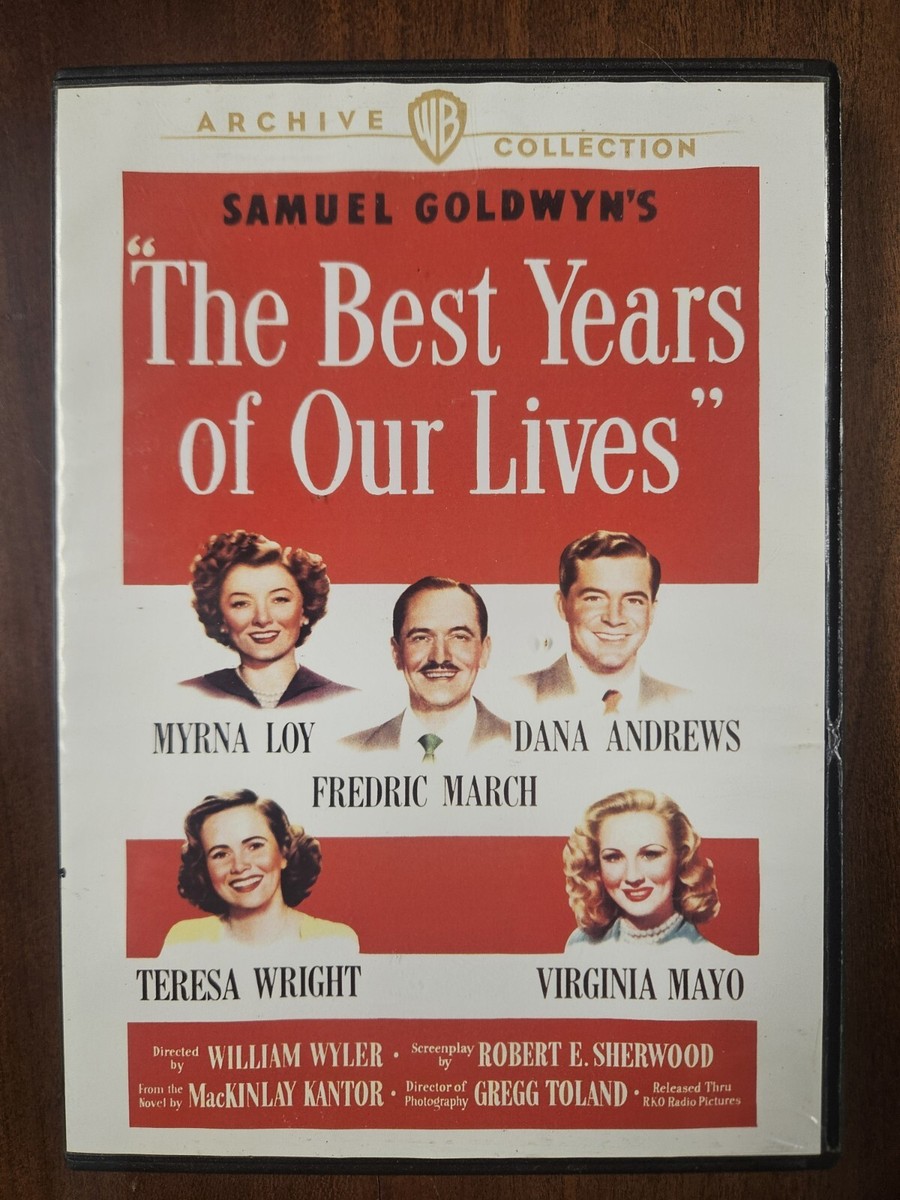 ARCHIVE WB COLLECTION
SAMUEL GOLDWYN'S
“The Best Years
of Our Lives”
MYRNA LOY
DANA ANDREWS
FREDRIC MARCH
TERESA WRIGHT
VIRGINIA MAYO
Directed by WILLIAM WYLER · Screenplay by ROBERT E. SHERWOOD
From the Novel by MacKINLAY KANTOR · Director of Photography GREGG TOLAND · Released Thru RKO Radio Pictures